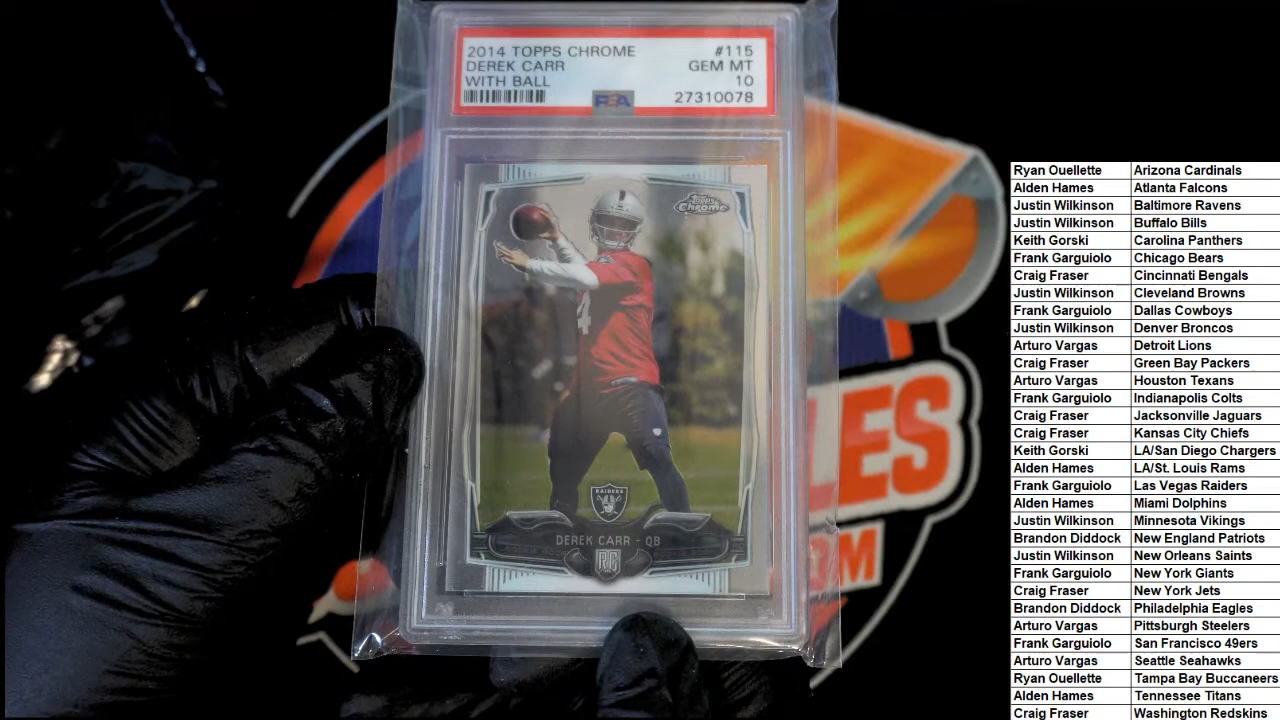 2014 TOPPS CHROME #115
DEREK CARR GEM MT
WITH BALL 10
PSA 27310078
Topps
Chrome
4
RAIDERS
DEREK CARR - QB
RC
LES
OM
Ryan Ouellette Arizona Cardinals
Alden Hames Atlanta Falcons
Justin Wilkinson Baltimore Ravens
Justin Wilkinson Buffalo Bills
Keith Gorski Carolina Panthers
Frank Garguiolo Chicago Bears
Craig Fraser Cincinnati Bengals
Justin Wilkinson Cleveland Browns
Frank Garguiolo Dallas Cowboys
Justin Wilkinson Denver Broncos
Arturo Vargas Detroit Lions
Craig Fraser Green Bay Packers
Arturo Vargas Houston Texans
Frank Garguiolo Indianapolis Colts
Craig Fraser Jacksonville Jaguars
Craig Fraser Kansas City Chiefs
Keith Gorski LA/San Diego Chargers
Alden Hames LA/St. Louis Rams
Frank Garguiolo Las Vegas Raiders
Alden Hames Miami Dolphins
Justin Wilkinson Minnesota Vikings
Brandon Diddock New England Patriots
Justin Wilkinson New Orleans Saints
Frank Garguiolo New York Giants
Craig Fraser New York Jets
Brandon Diddock Philadelphia Eagles
Arturo Vargas Pittsburgh Steelers
Frank Garguiolo San Francisco 49ers
Arturo Vargas Seattle Seahawks
Ryan Ouellette Tampa Bay Buccaneers
Alden Hames Tennessee Titans
Craig Fraser Washington Redskins